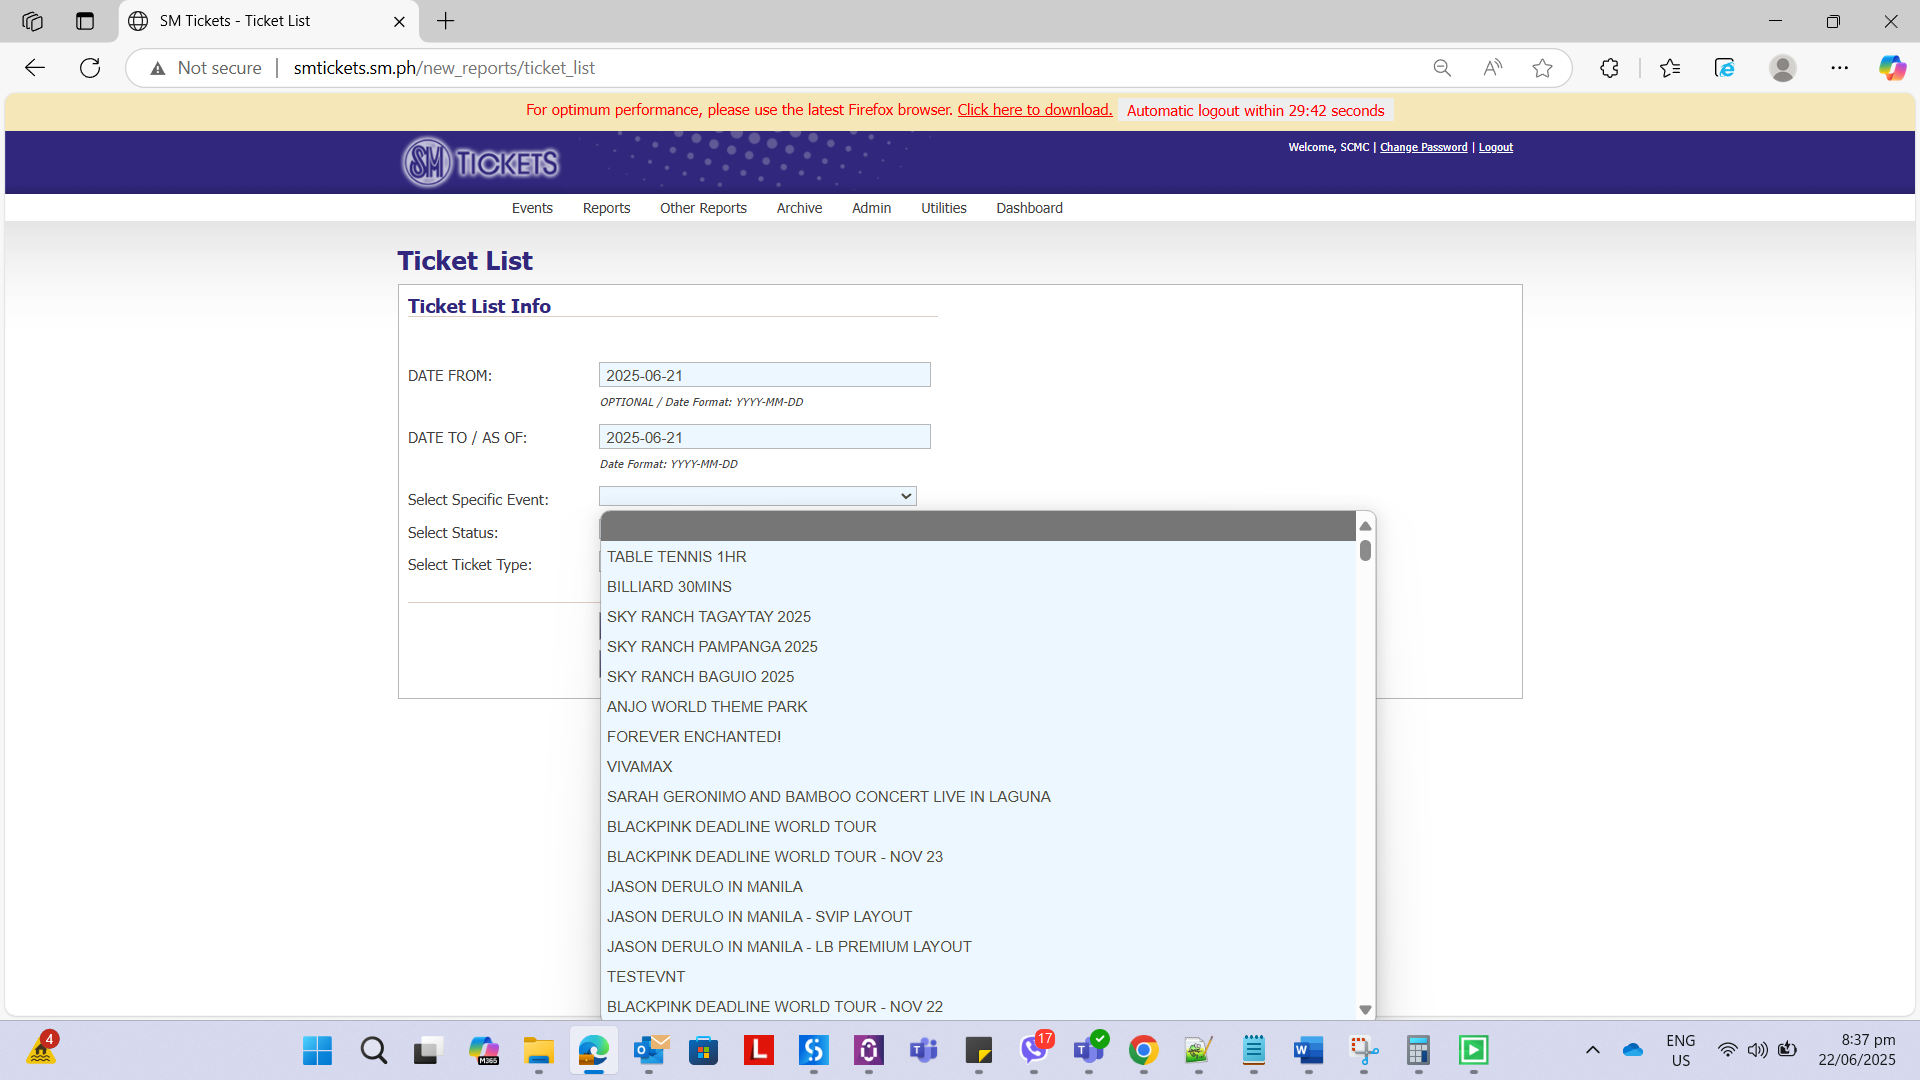 SM Tickets - Ticket List
Not secure
smtickets.sm.ph/new_reports/ticket_list
For optimum performance, please use the latest Firefox browser. Click here to download. Automatic logout within 29:42 seconds
SM TICKETS
Welcome, SCMC | Change Password | Logout
Events Reports Other Reports Archive Admin Utilities Dashboard
Ticket List
Ticket List Info
DATE FROM: 2025-06-21
OPTIONAL / Date Format: YYYY-MM-DD
DATE TO / AS OF: 2025-06-21
Date Format: YYYY-MM-DD
Select Specific Event:
Select Status:
Select Ticket Type:
TABLE TENNIS 1HR
BILLIARD 30MINS
SKY RANCH TAGAYTAY 2025
SKY RANCH PAMPANGA 2025
SKY RANCH BAGUIO 2025
ANJO WORLD THEME PARK
FOREVER ENCHANTED!
VIVAMAX
SARAH GERONIMO AND BAMBOO CONCERT LIVE IN LAGUNA
BLACKPINK DEADLINE WORLD TOUR
BLACKPINK DEADLINE WORLD TOUR - NOV 23
JASON DERULO IN MANILA
JASON DERULO IN MANILA - SVIP LAYOUT
JASON DERULO IN MANILA - LB PREMIUM LAYOUT
TESTEVNT
BLACKPINK DEADLINE WORLD TOUR - NOV 22
4
M365
L
17
ENG
US
8:37 pm
22/06/2025